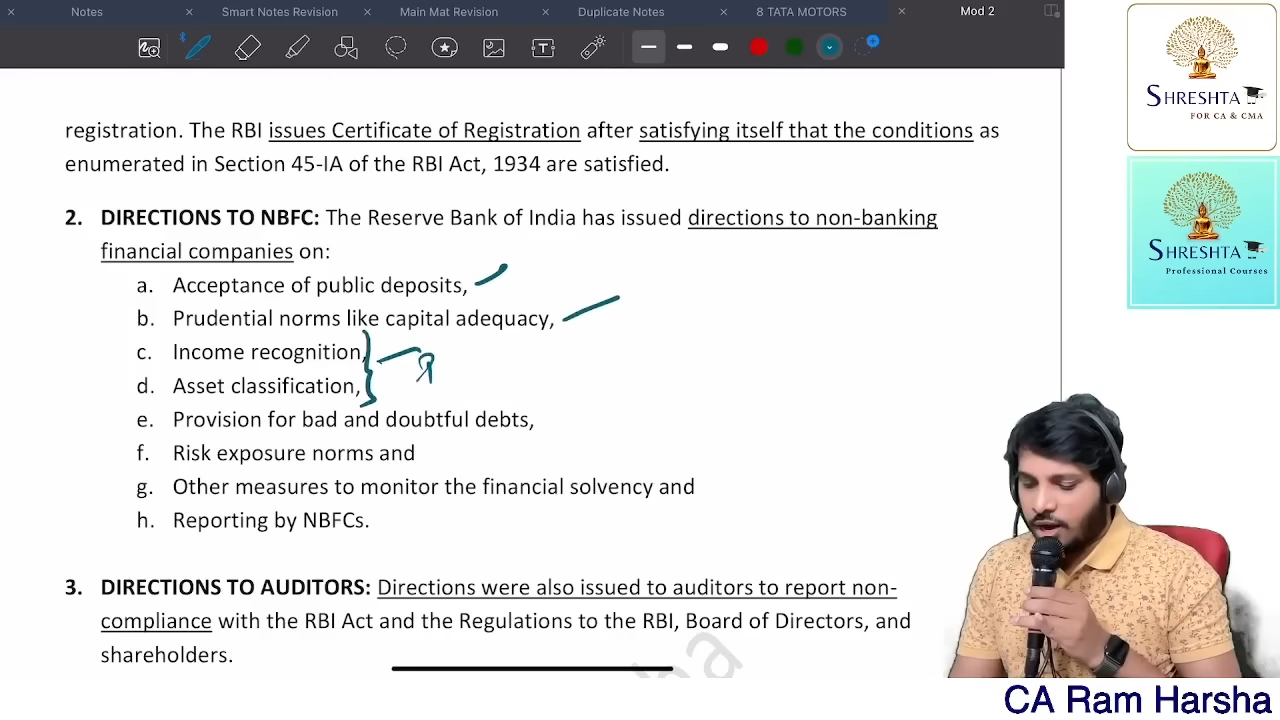 Notes
Smart Notes Revision
Main Mat Revision
Duplicate Notes
8 TATA MOTORS
Mod 2
registration. The RBI issues Certificate of Registration after satisfying itself that the conditions as
enumerated in Section 45-IA of the RBI Act, 1934 are satisfied.
2. DIRECTIONS TO NBFC: The Reserve Bank of India has issued directions to non-banking
financial companies on:
a. Acceptance of public deposits,
b. Prudential norms like capital adequacy,
c. Income recognition,
d. Asset classification,
e. Provision for bad and doubtful debts,
f. Risk exposure norms and
g. Other measures to monitor the financial solvency and
h. Reporting by NBFCs.
3. DIRECTIONS TO AUDITORS: Directions were also issued to auditors to report non-
compliance with the RBI Act and the Regulations to the RBI, Board of Directors, and
shareholders.
SHRESHTA
FOR CA & CMA
SHRESHTA
Professional Courses
CA Ram Harsha